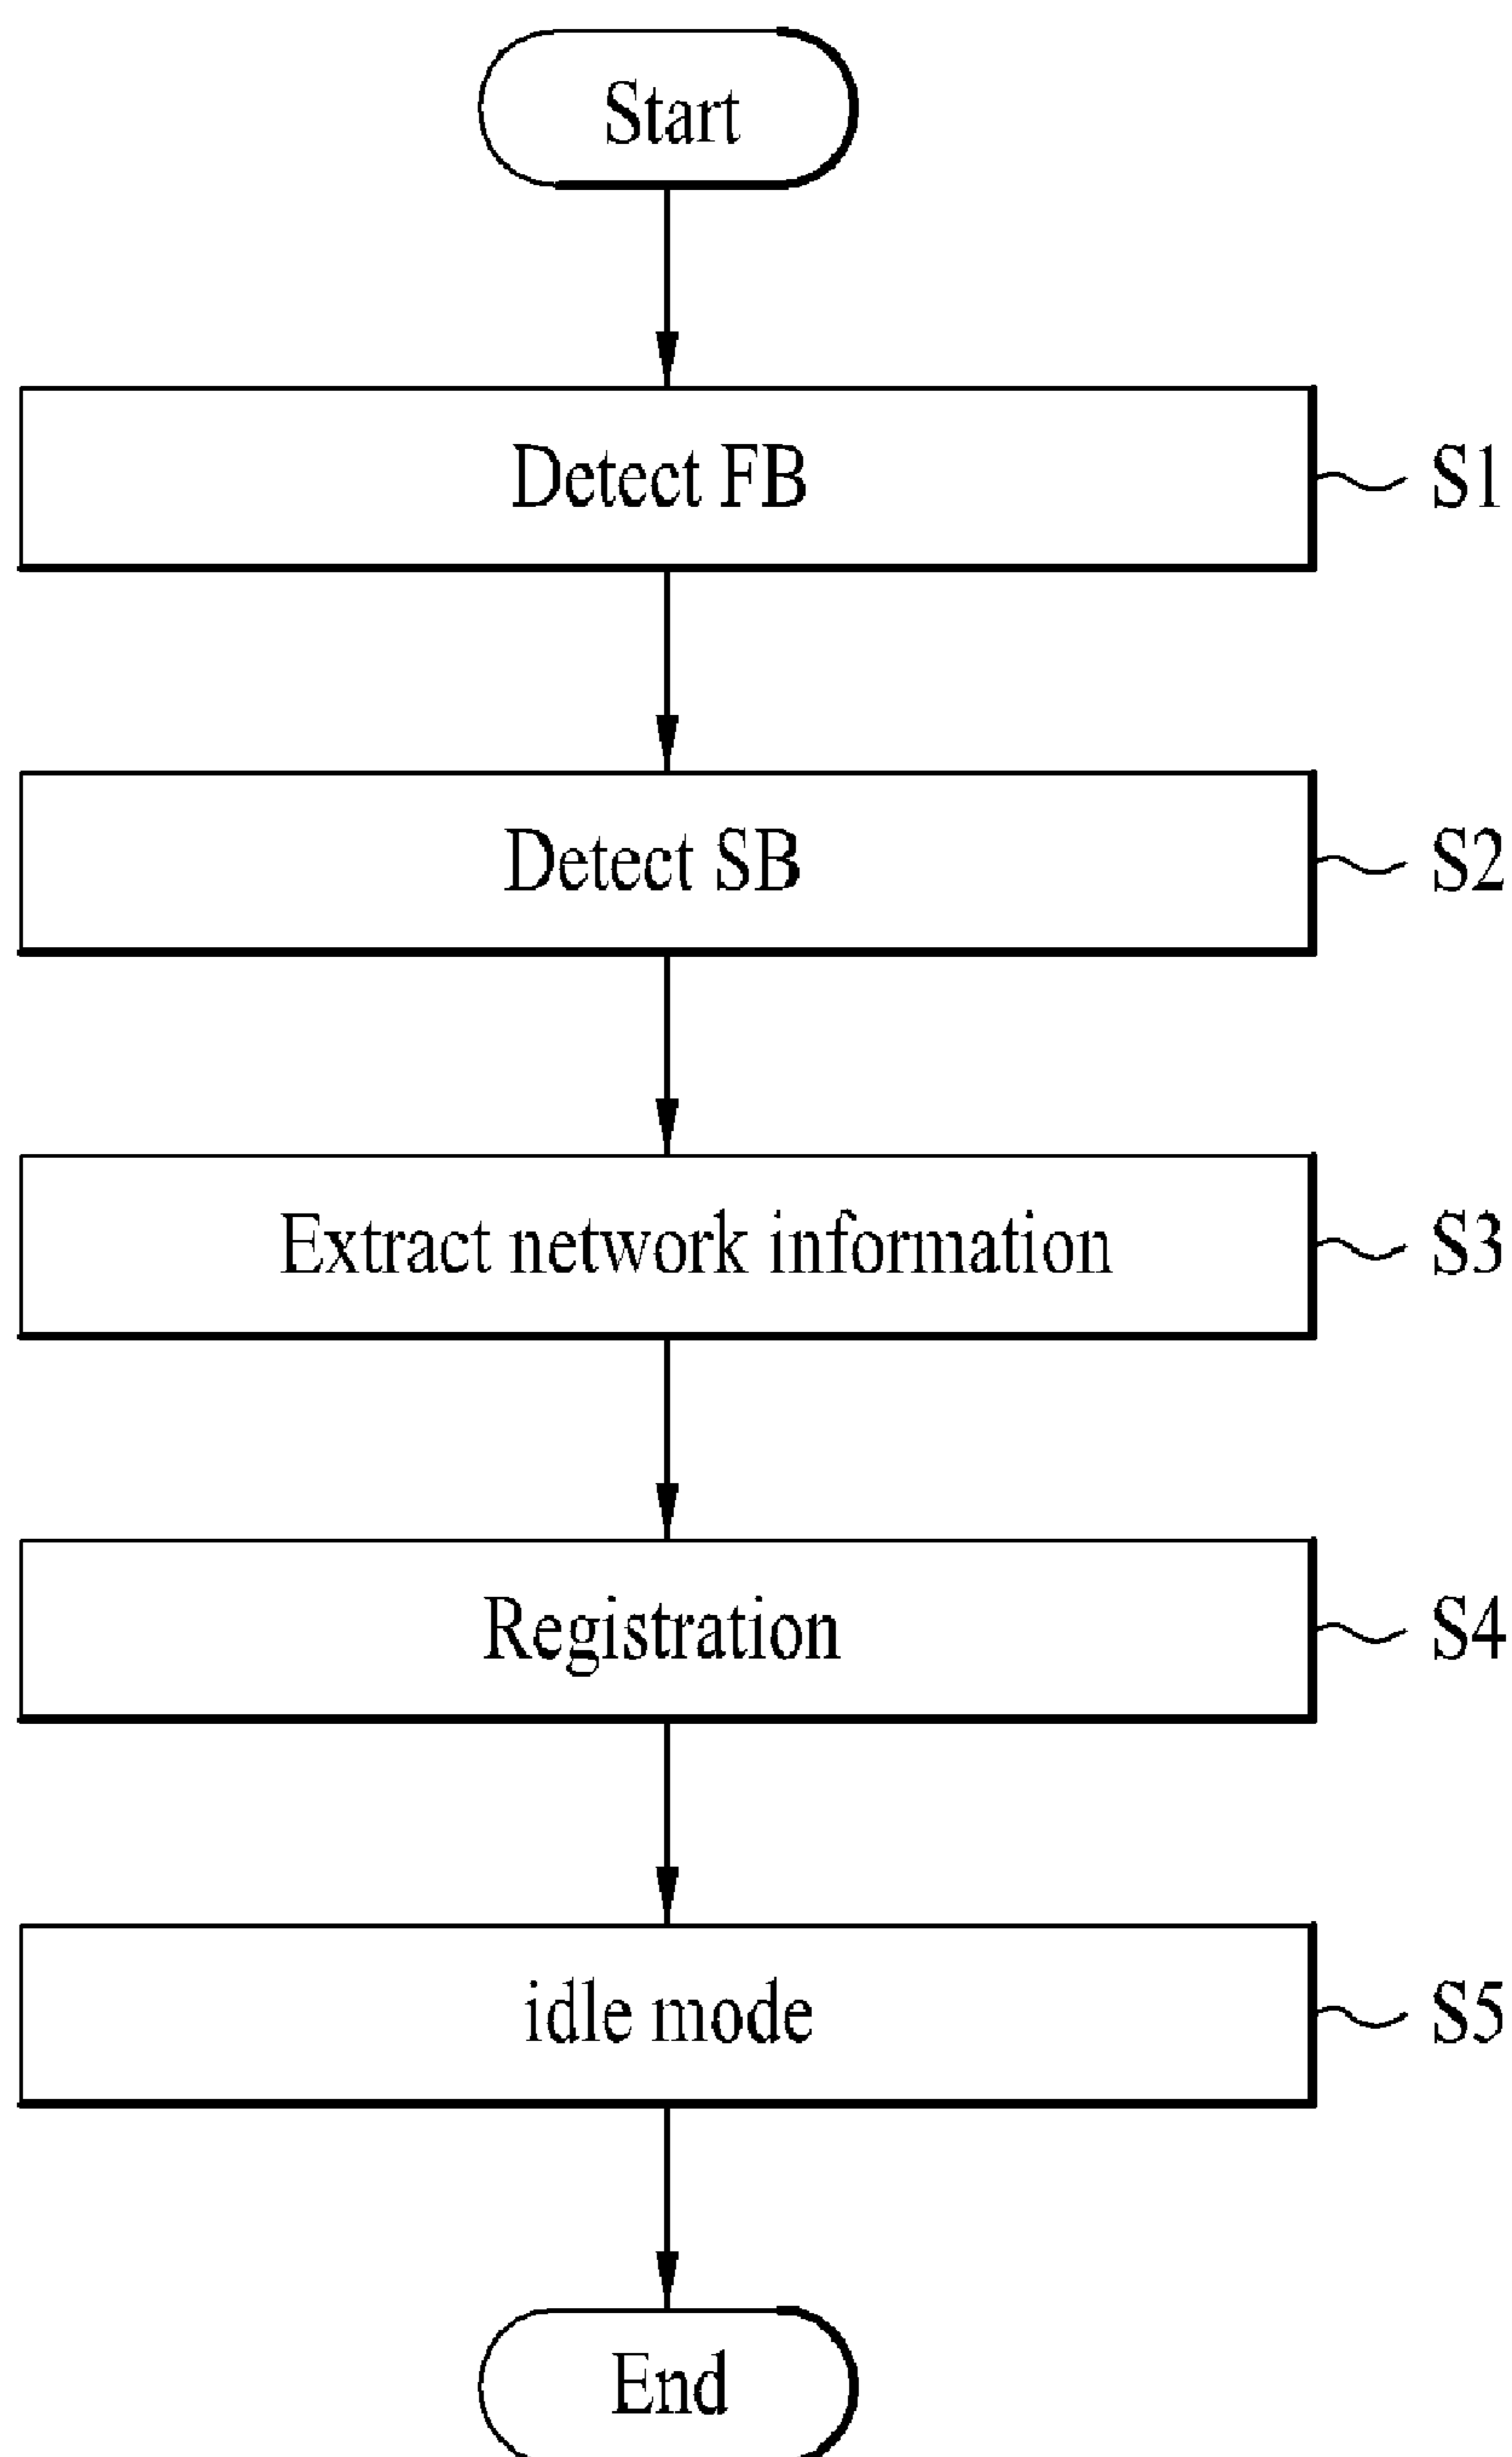 Start
Detect FB
S1
Detect SB
S2
Extract network information
S3
Registration
S4
idle mode
S5
End